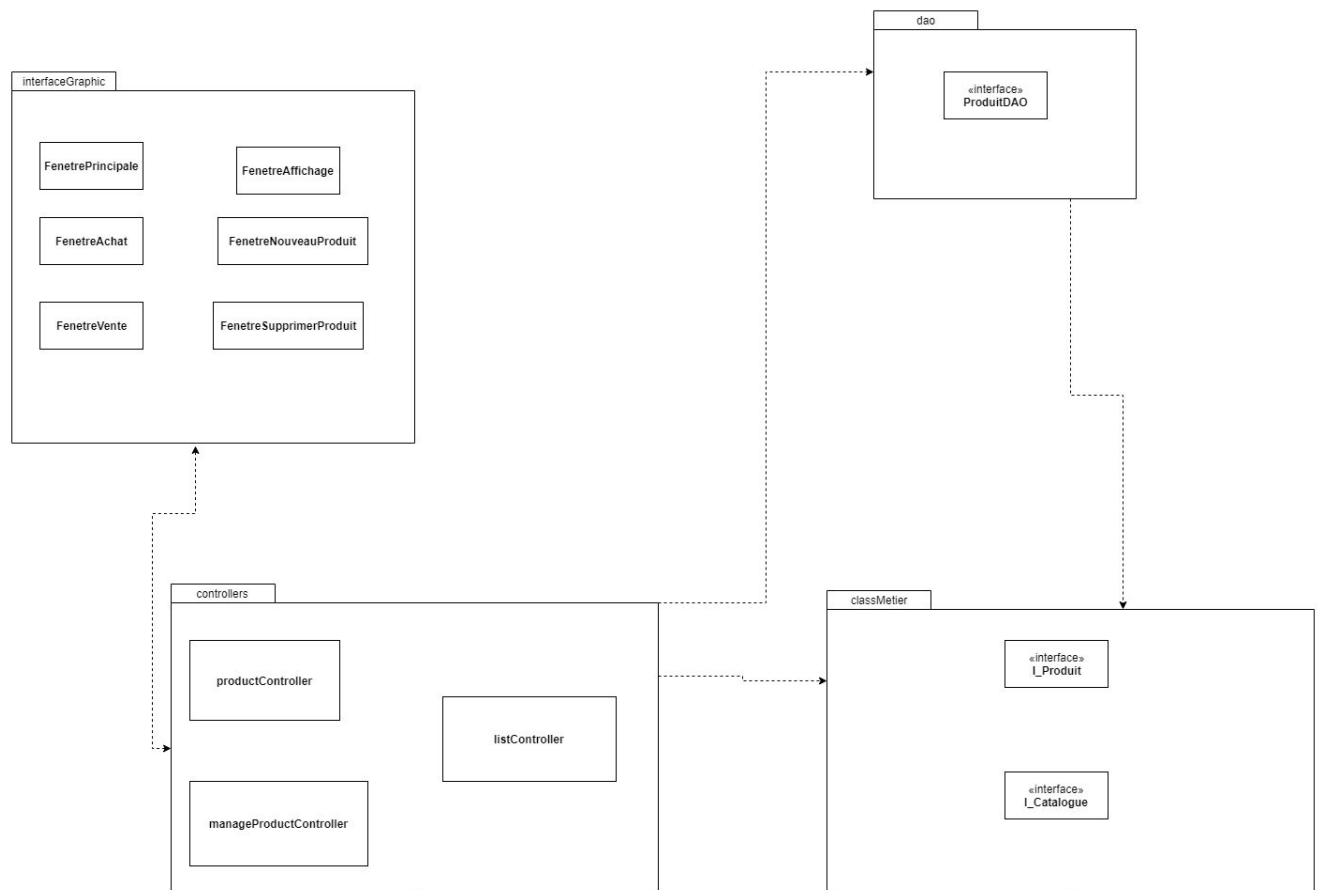 dao
«interface»
ProduitDAO
interfaceGraphic
FenetrePrincipale
FenetreAffichage
FenetreAchat
FenetreNouveauProduit
FenetreVente
FenetreSupprimerProduit
controllers
productController
listController
manageProductController
classMetier
«interface»
I_Produit
«interface»
I_Catalogue